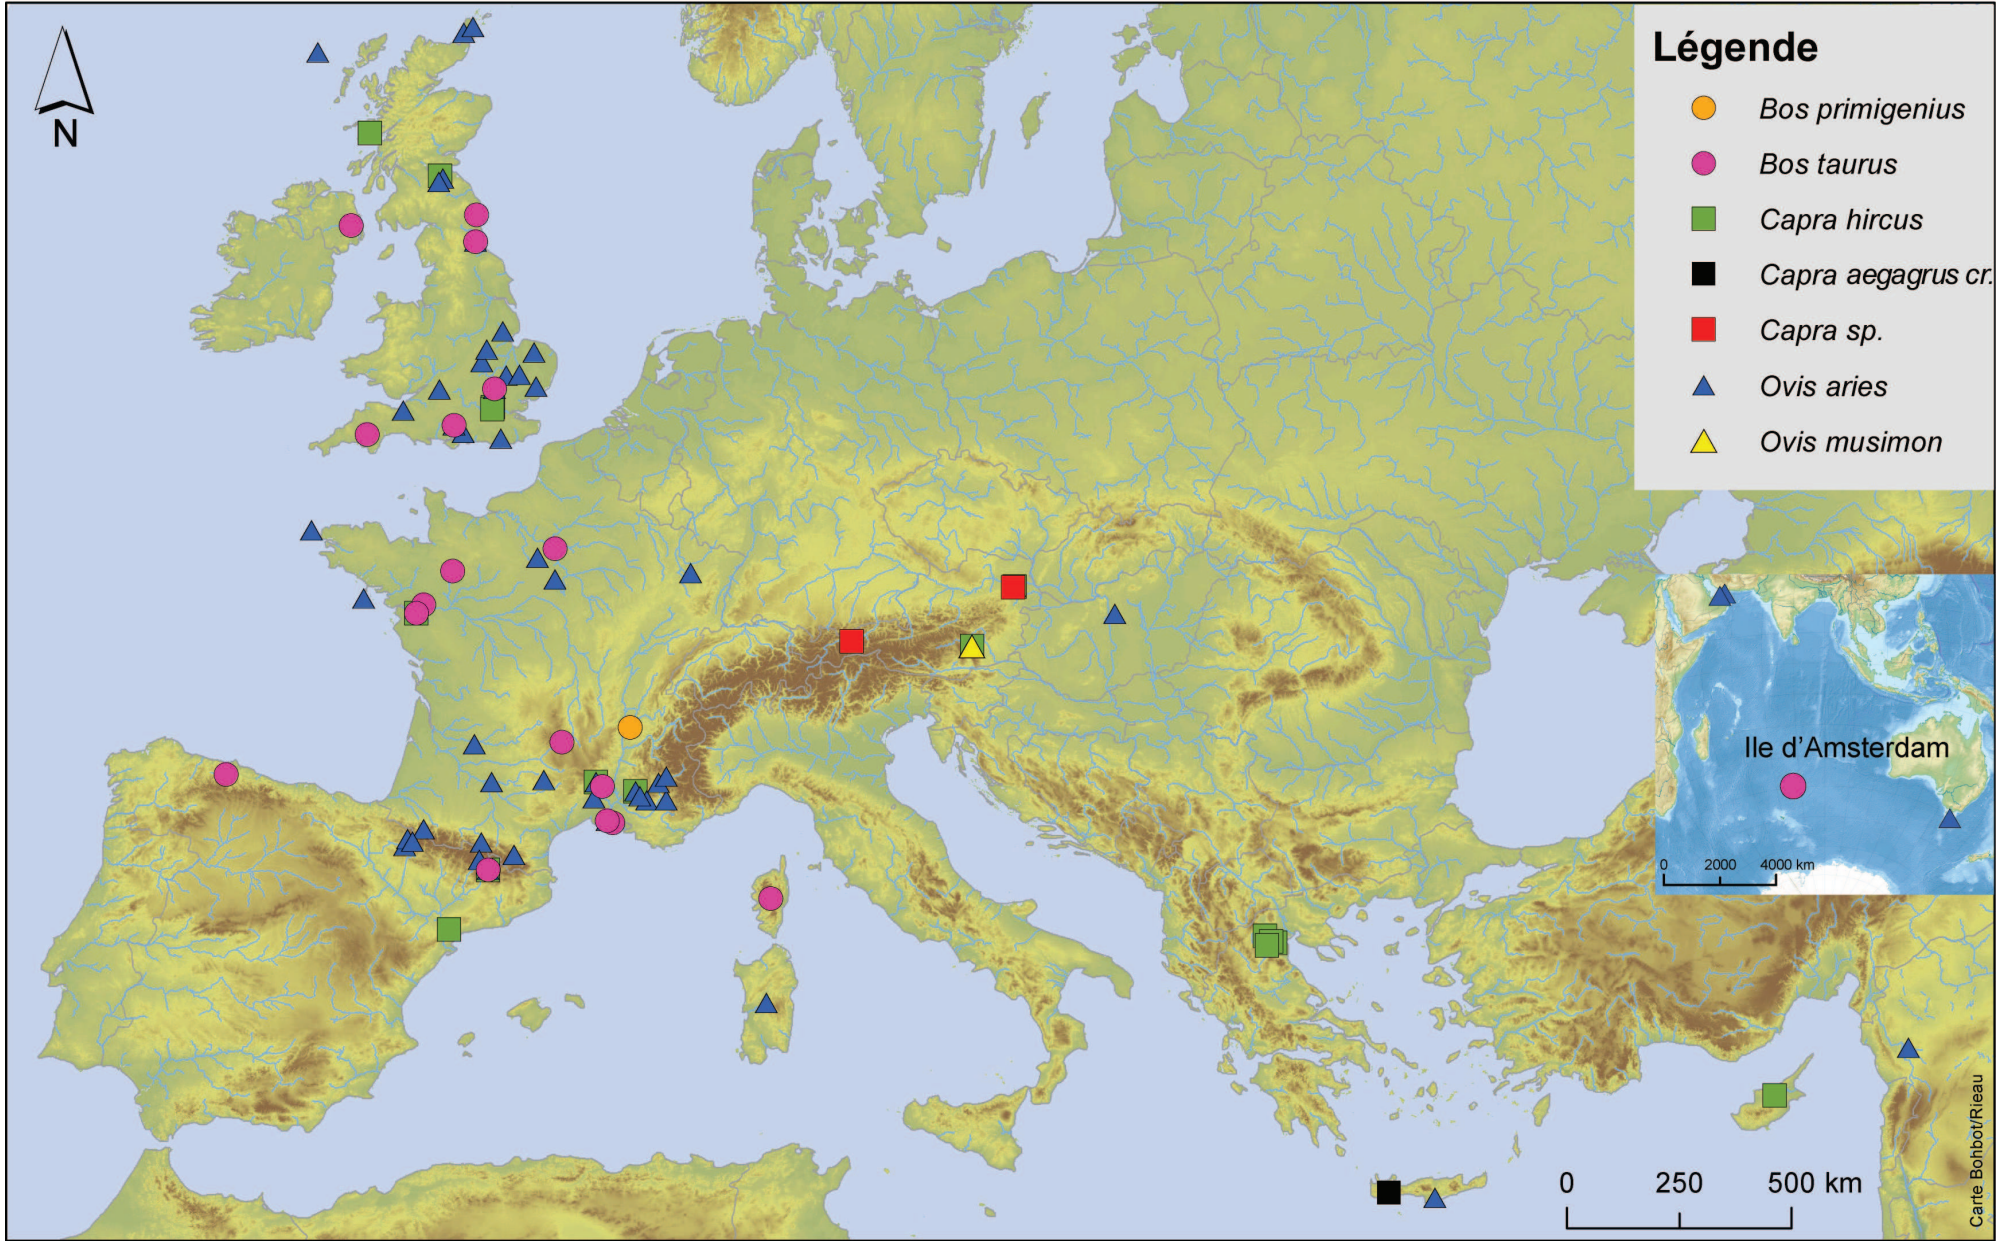 N
Légende
Bos primigenius
Bos taurus
Capra hircus
Capra aegagrus cr.
Capra sp.
Ovis aries
Ovis musimon
Ile d'Amsterdam
0 2000 4000 km
0 250 500 km
Carte Bohbot/Rieau